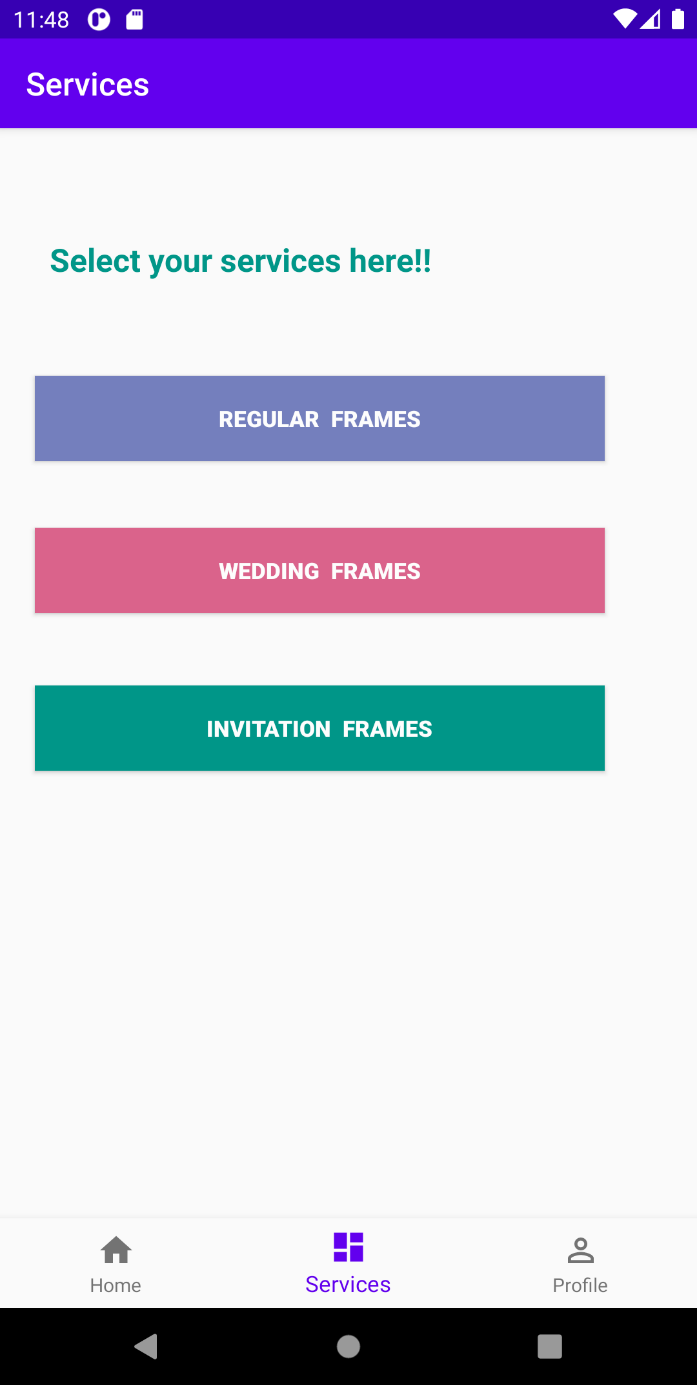 11:48
Services
Select your services here!!
REGULAR FRAMES
WEDDING FRAMES
INVITATION FRAMES
Home Services Profile